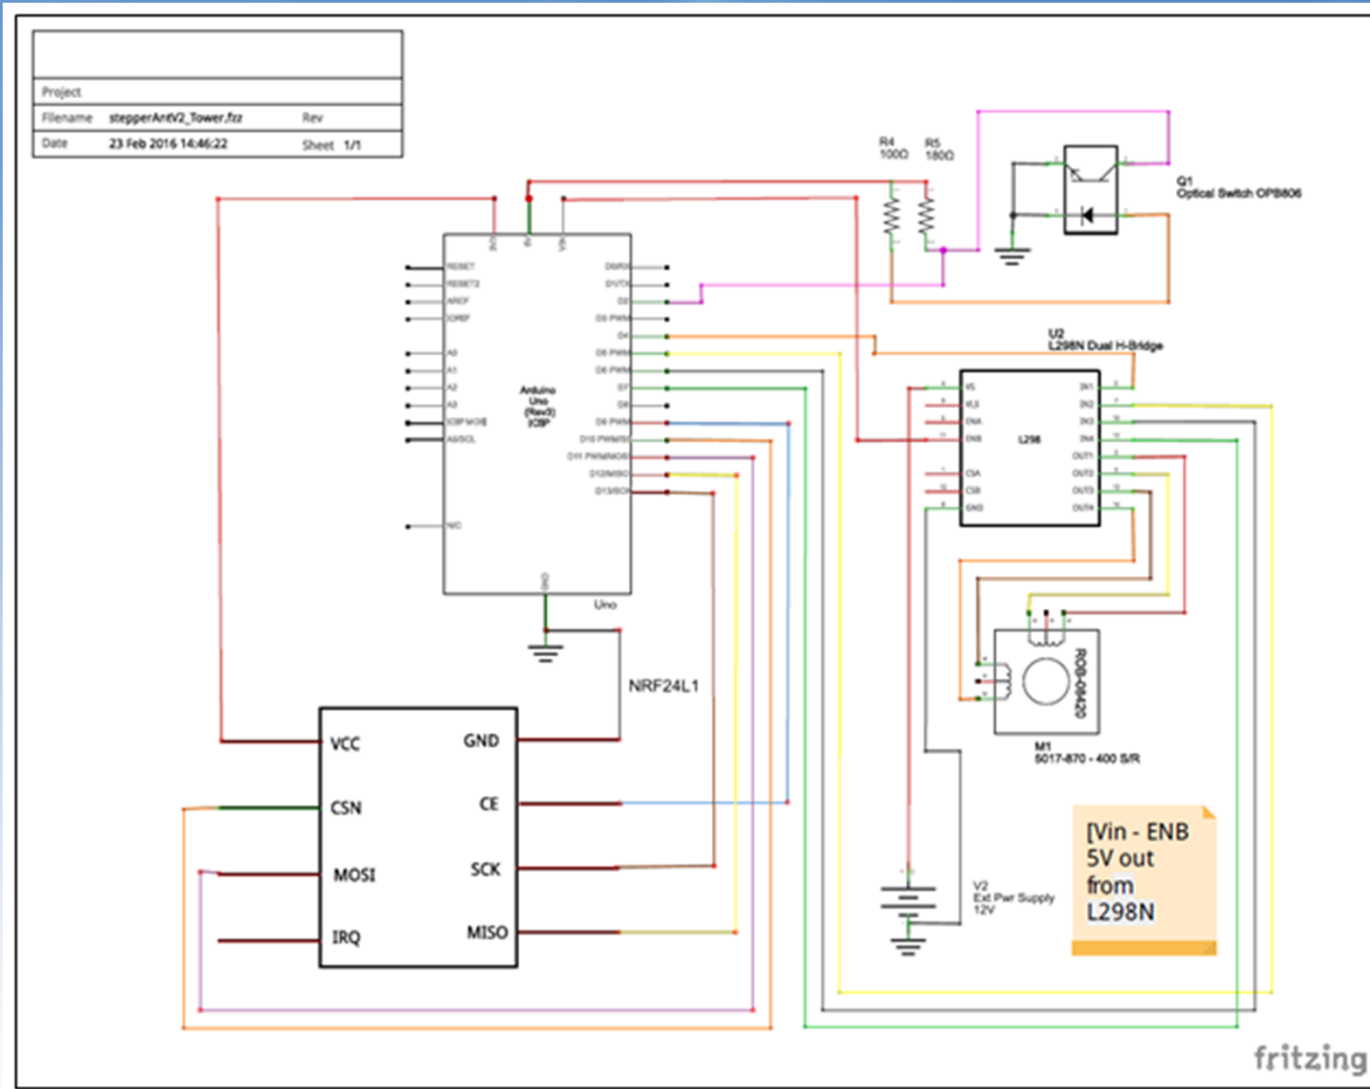 Project
Filename stepperAntV2_Tower.fzz Rev
Date 23 Feb 2016 14:46:22 Sheet 1/1
R4
100Ω
R5
180Ω
Q1
Optical Switch OPB806
3V3
5V
VIN
RESET
RESET2
AREF
IOREF
A0
A1
A2
A3
N/C
D0/RX
D1/TX
D2
D3 PWM
D4
D5 PWM
D6 PWM
D7
D8
D9 PWM
D10 PWM/SS
D11 PWM/MOSI
D12/MISO
D13/SCK
Arduino
Uno
(Rev3)
ICSP
GND
Uno
U2
L298N Dual H-Bridge
VS
VLS
ENA
ENB
CSA
CSB
GND
L298
IN1
IN2
IN3
IN4
OUT1
OUT2
OUT3
OUT4
ROB-08420
M1
5017-870 - 400 S/R
NRF24L1
VCC
CSN
MOSI
IRQ
GND
CE
SCK
MISO
V2
Ext Pwr Supply
12V
[Vin - ENB
5V out
from
L298N
fritzing